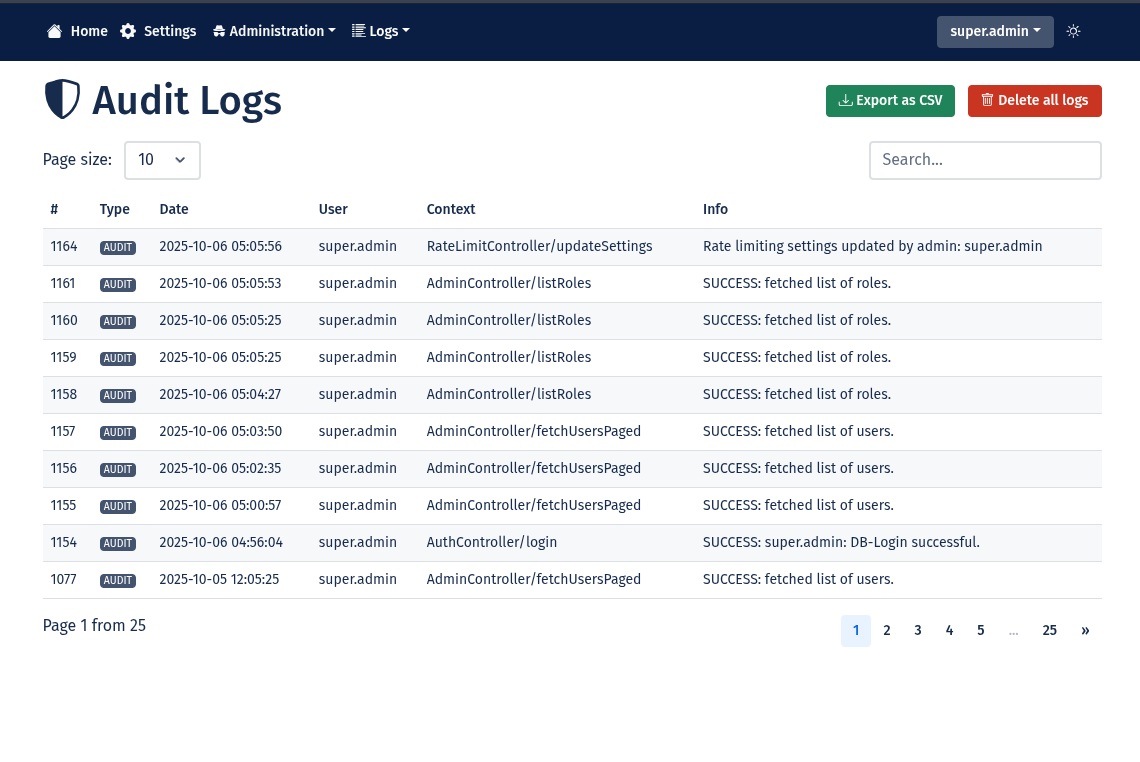 Home Settings Administration Logs super.admin
Audit Logs Export as CSV Delete all logs
Page size: 10 Search...
# Type Date User Context Info
1164 AUDIT 2025-10-06 05:05:56 super.admin RateLimitController/updateSettings Rate limiting settings updated by admin: super.admin
1161 AUDIT 2025-10-06 05:05:53 super.admin AdminController/listRoles SUCCESS: fetched list of roles.
1160 AUDIT 2025-10-06 05:05:25 super.admin AdminController/listRoles SUCCESS: fetched list of roles.
1159 AUDIT 2025-10-06 05:05:25 super.admin AdminController/listRoles SUCCESS: fetched list of roles.
1158 AUDIT 2025-10-06 05:04:27 super.admin AdminController/listRoles SUCCESS: fetched list of roles.
1157 AUDIT 2025-10-06 05:03:50 super.admin AdminController/fetchUsersPaged SUCCESS: fetched list of users.
1156 AUDIT 2025-10-06 05:02:35 super.admin AdminController/fetchUsersPaged SUCCESS: fetched list of users.
1155 AUDIT 2025-10-06 05:00:57 super.admin AdminController/fetchUsersPaged SUCCESS: fetched list of users.
1154 AUDIT 2025-10-06 04:56:04 super.admin AuthController/login SUCCESS: super.admin: DB-Login successful.
1077 AUDIT 2025-10-05 12:05:25 super.admin AdminController/fetchUsersPaged SUCCESS: fetched list of users.
Page 1 from 25 1 2 3 4 5 ... 25 »